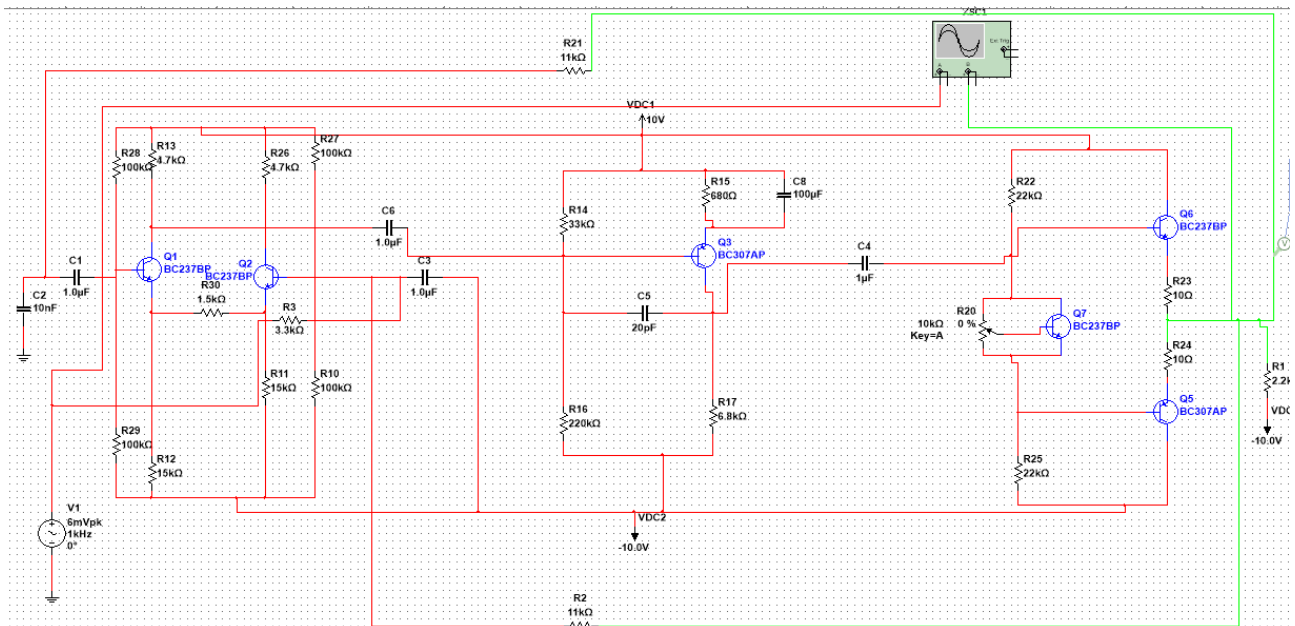 XSC1
Ext Trig
A
B
R21
11kΩ
VDC1
10V
R28
100kΩ
R13
4.7kΩ
R26
4.7kΩ
R27
100kΩ
R15
680Ω
C8
100µF
R22
22kΩ
R14
33kΩ
C6
1.0µF
Q6
BC237BP
Q1
BC237BP
Q2
BC237BP
Q3
BC307AP
C1
1.0µF
C3
1.0µF
C4
1µF
V
C2
10nF
R30
1.5kΩ
R3
3.3kΩ
C5
20pF
R23
10Ω
R20
10kΩ
0 %
Key=A
Q7
BC237BP
R24
10Ω
R11
15kΩ
R10
100kΩ
R1
2.2k
R16
220kΩ
R17
6.8kΩ
Q5
BC307AP
VDC
-10.0V
R29
100kΩ
R12
15kΩ
R25
22kΩ
V1
6mVpk
1kHz
0°
VDC2
-10.0V
R2
11kΩ